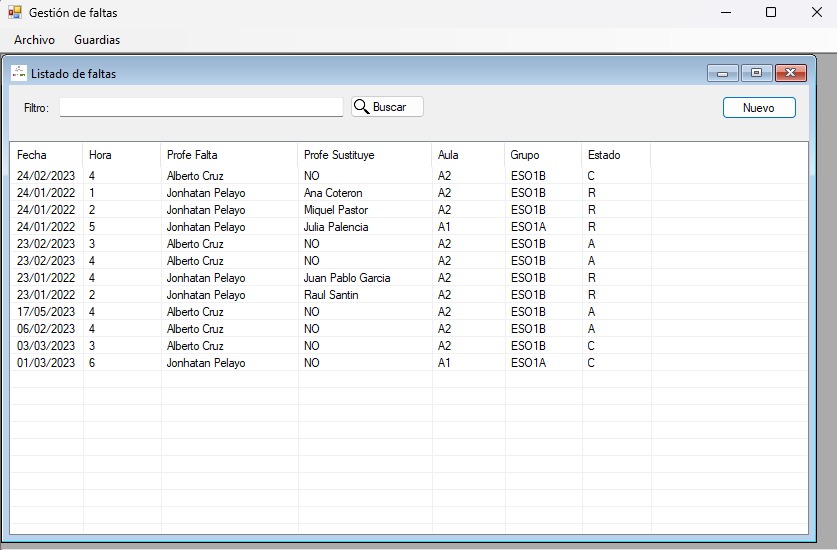 Gestión de faltas
Archivo Guardias
Listado de faltas
Filtro: Buscar Nuevo
Fecha Hora Profe Falta Profe Sustituye Aula Grupo Estado
24/02/2023 4 Alberto Cruz NO A2 ESO1B C
24/01/2022 1 Jonhatan Pelayo Ana Coteron A2 ESO1B R
24/01/2022 2 Jonhatan Pelayo Miquel Pastor A2 ESO1B R
24/01/2022 5 Jonhatan Pelayo Julia Palencia A1 ESO1A R
23/02/2023 3 Alberto Cruz NO A2 ESO1B A
23/02/2023 4 Alberto Cruz NO A2 ESO1B A
23/01/2022 4 Jonhatan Pelayo Juan Pablo Garcia A2 ESO1B R
23/01/2022 2 Jonhatan Pelayo Raul Santin A2 ESO1B R
17/05/2023 4 Alberto Cruz NO A2 ESO1B A
06/02/2023 4 Alberto Cruz NO A2 ESO1B A
03/03/2023 3 Alberto Cruz NO A2 ESO1B C
01/03/2023 6 Jonhatan Pelayo NO A1 ESO1A C